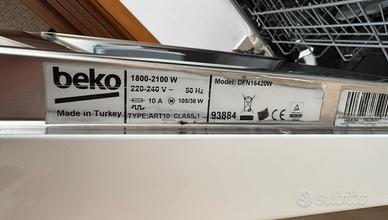 beko
Made in Turkey
1800-2100 W
220-240 V ~ 50 Hz
10 A M 105/30 W
TYPE:ART10 CLASS:1
Model: DFN16420W
93884
subito